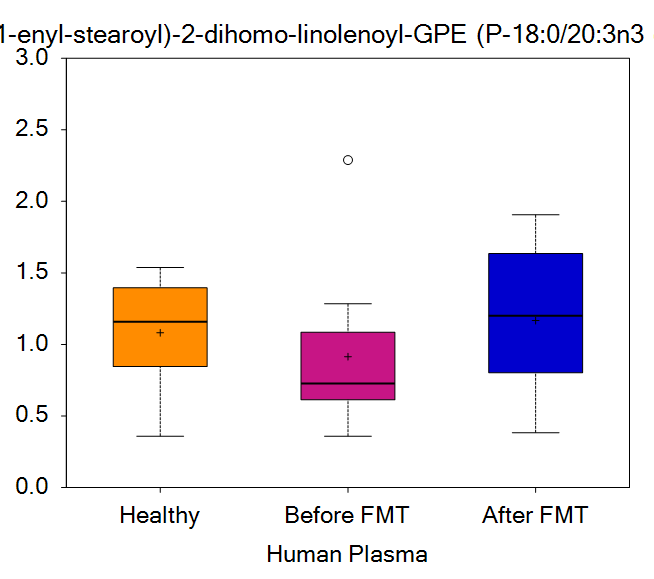 1-enyl-stearoyl)-2-dihomo-linolenoyl-GPE (P-18:0/20:3n3
3.0
2.5
2.0
1.5
1.0
0.5
0.0
Healthy Before FMT After FMT
Human Plasma